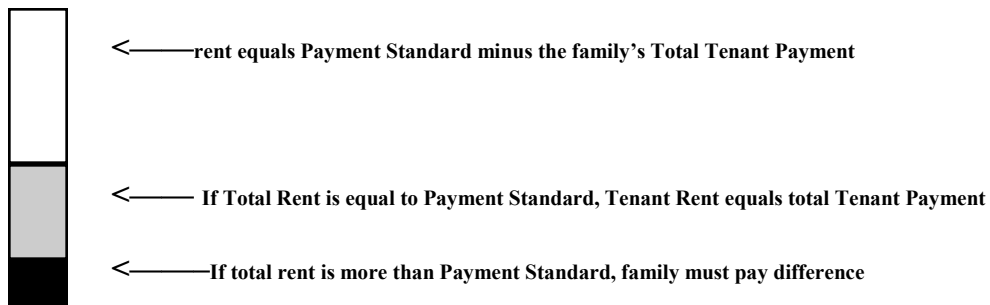 rent equals Payment Standard minus the family’s Total Tenant Payment
If Total Rent is equal to Payment Standard, Tenant Rent equals total Tenant Payment
If total rent is more than Payment Standard, family must pay difference